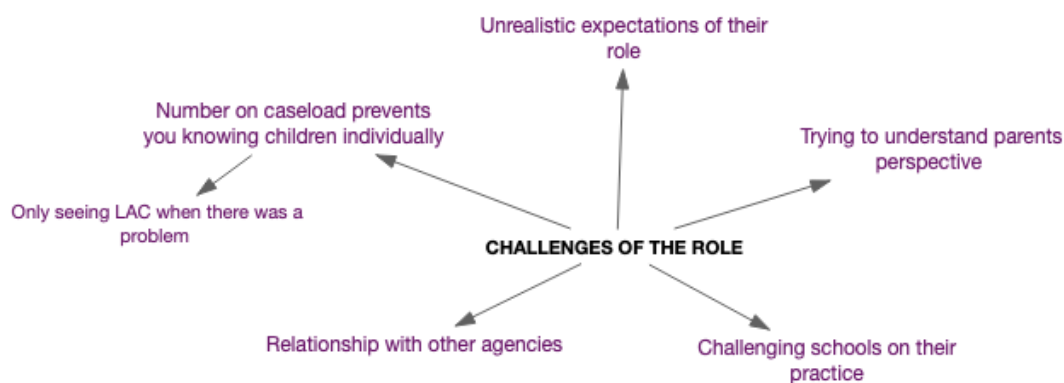 Unrealistic expectations of their
role
Number on caseload prevents
you knowing children individually
Trying to understand parents
perspective
Only seeing LAC when there was a
problem
CHALLENGES OF THE ROLE
Relationship with other agencies
Challenging schools on their
practice